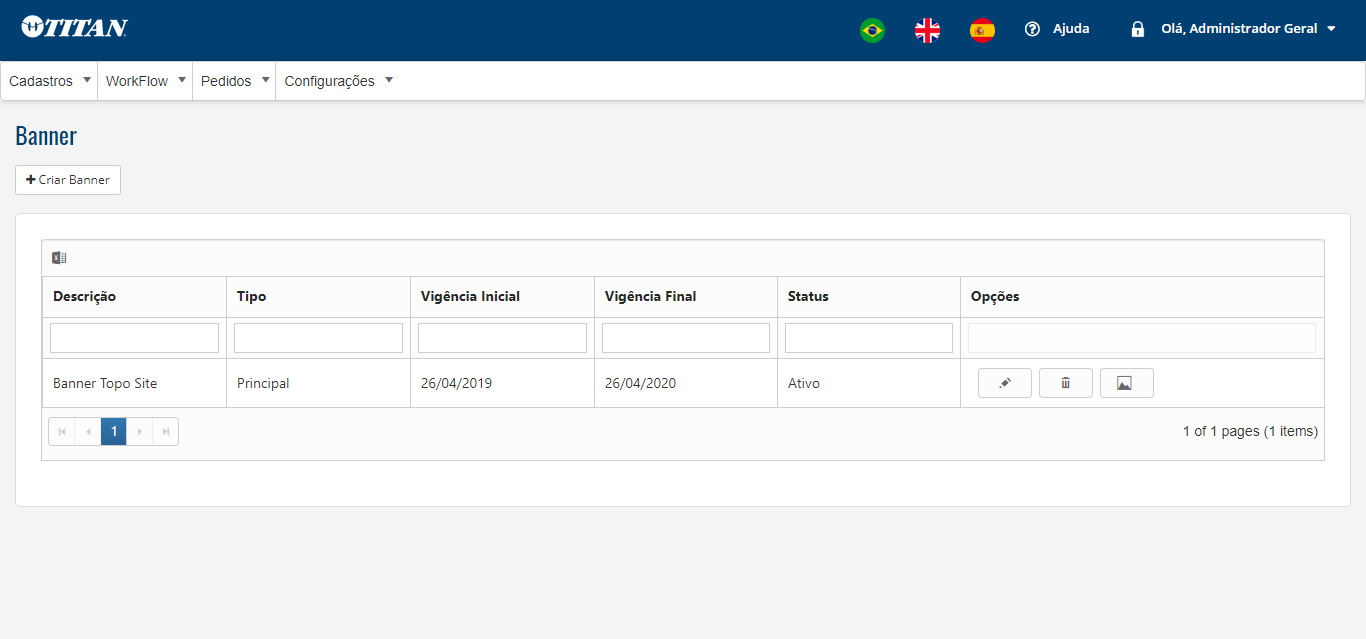 TITAN
Ajuda
Olá, Administrador Geral
Cadastros WorkFlow Pedidos Configurações
Banner
Criar Banner
Descrição Tipo Vigência Inicial Vigência Final Status Opções
Banner Topo Site Principal 26/04/2019 26/04/2020 Ativo
1
1 of 1 pages (1 items)